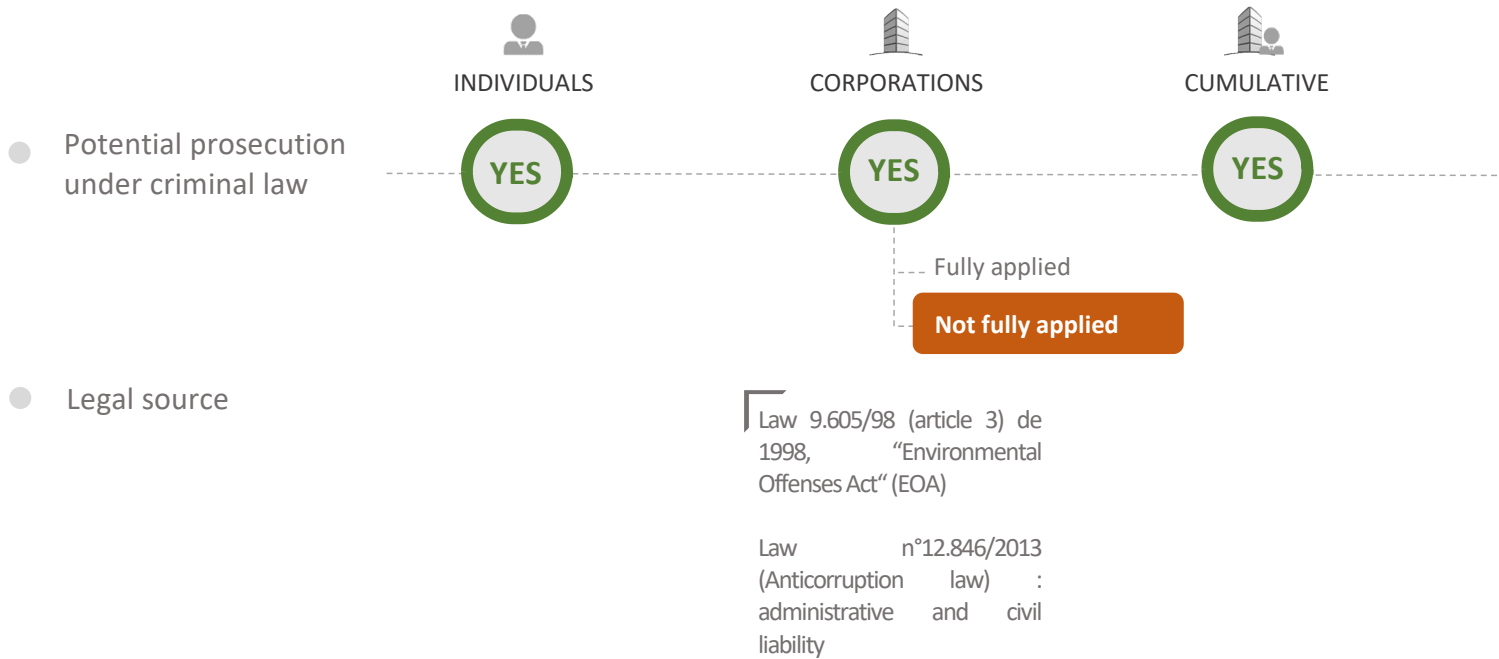 INDIVIDUALS
CORPORATIONS
CUMULATIVE
Potential prosecution
under criminal law
YES
YES
YES
Fully applied
Not fully applied
Legal source
Law 9.605/98 (article 3) de
1998, “Environmental
Offenses Act“ (EOA)
Law n°12.846/2013
(Anticorruption law) :
administrative and civil
liability